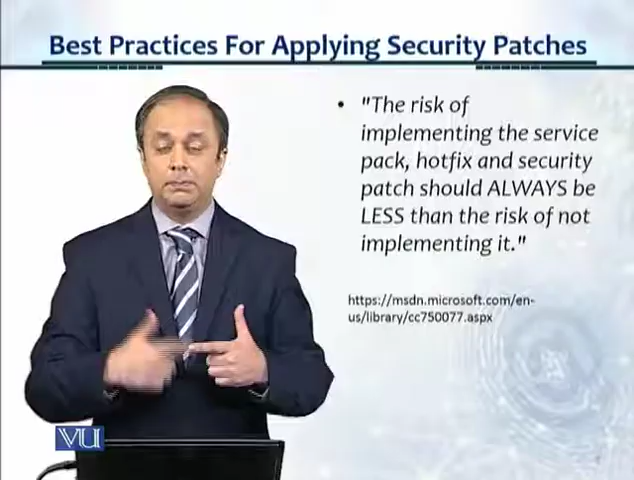 Best Practices For Applying Security Patches
• "The risk of
implementing the service
pack, hotfix and security
patch should ALWAYS be
LESS than the risk of not
implementing it."
https://msdn.microsoft.com/en-
us/library/cc750077.aspx
VU